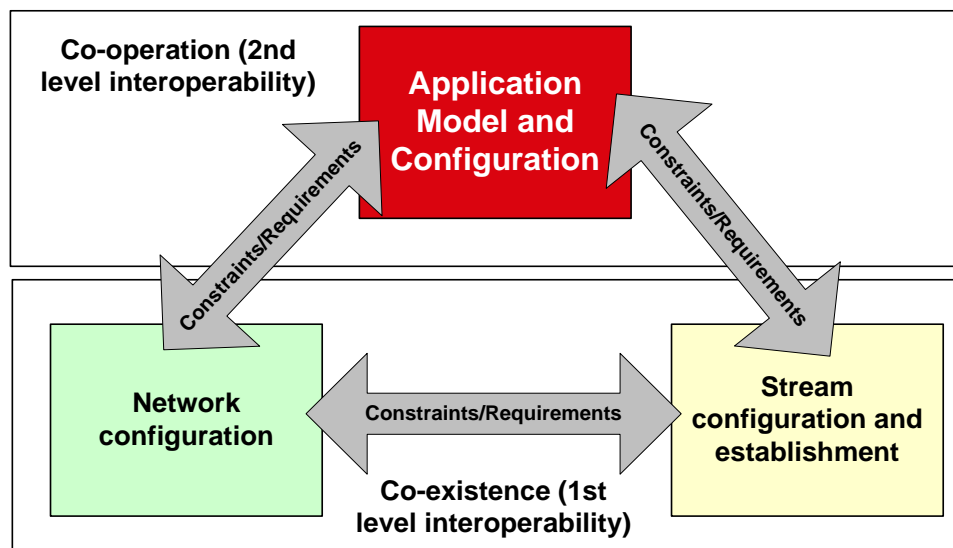 Co-operation (2nd
level interoperability)
Application
Model and
Configuration
Constraints/Requirements
Constraints/Requirements
Network
configuration
Constraints/Requirements
Stream
configuration and
establishment
Co-existence (1st
level interoperability)